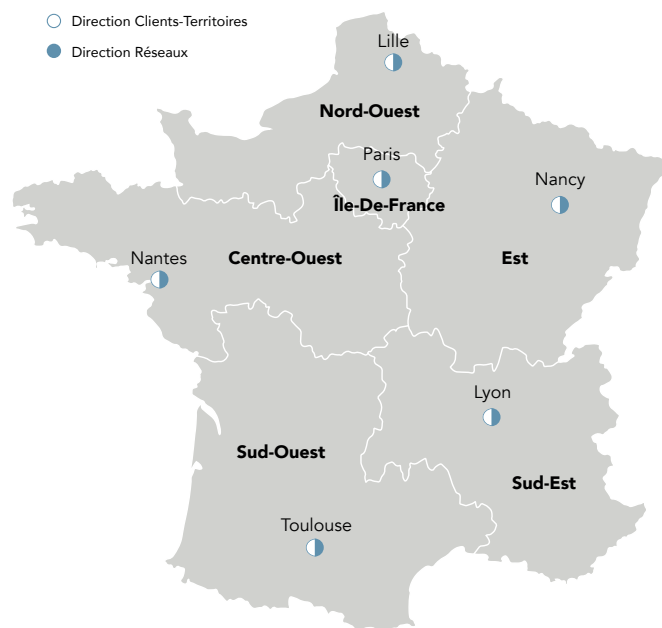 Direction Clients-Territoires
Direction Réseaux
Lille
Nord-Ouest
Paris
Île-De-France
Nancy
Nantes
Centre-Ouest
Est
Lyon
Sud-Ouest
Sud-Est
Toulouse